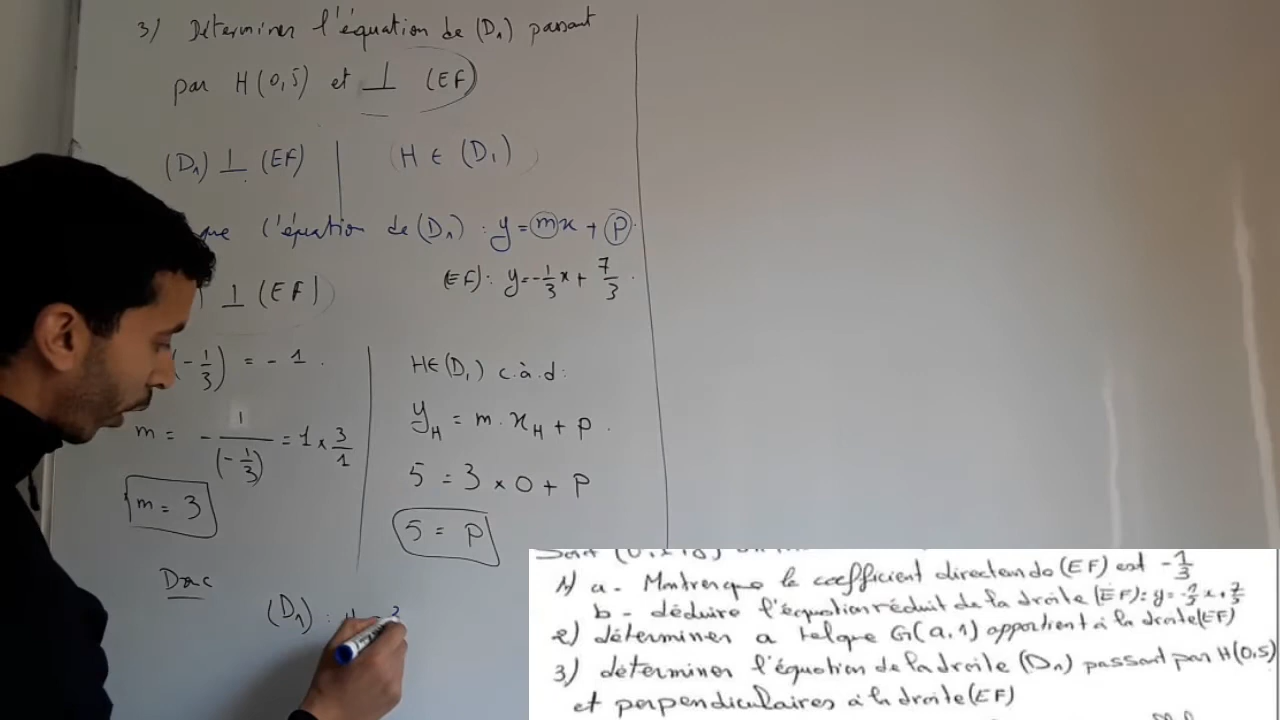 3) Déterminer l'équation de (D₁) passant
par H(0,5) et ⊥ (EF)
(D₁) ⊥ (EF) | H ∈ (D₁)
que l'équation de (D₁) : y = mx + p.
⊥ (EF)
(EF): y = -1/3 x + 7/3.
(-1/3) = -1.
m = -1/(-1/3) = 1 × 3/1
m = 3
H ∈ (D₁) c.à.d:
y_H = m . x_H + p.
5 = 3 × 0 + p
5 = p
Donc
(D₁) :
1) a - Montrer que le coefficient directeur de (EF) est -1/3
b - déduire l'équation réduit de la droite (EF): y = -1/3 x + 7/3
2) déterminer a tel que G(a,1) appartient à la droite (EF)
3) déterminer l'équation de la droite (D₁) passant par H(0,5)
et perpendiculaires à la droite (EF)